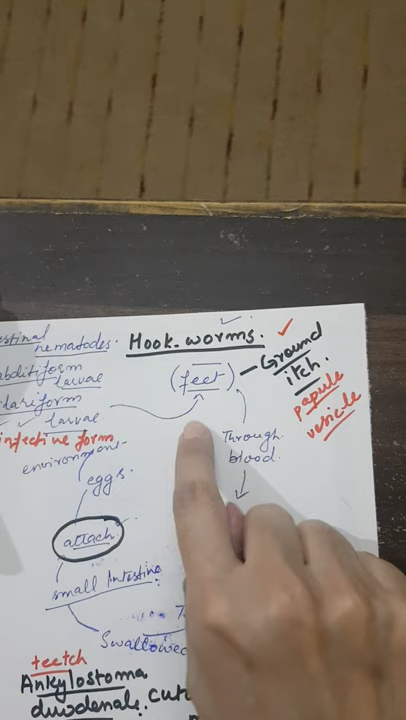 Hook worms.
nematodes.
larvae
larvae
infective form
environment
eggs.
attach
small Intestine
Swallowed
(feet)
Ground
itch.
papule
vesicle
Through
blood
teetch
Ankylostoma
duodenale.